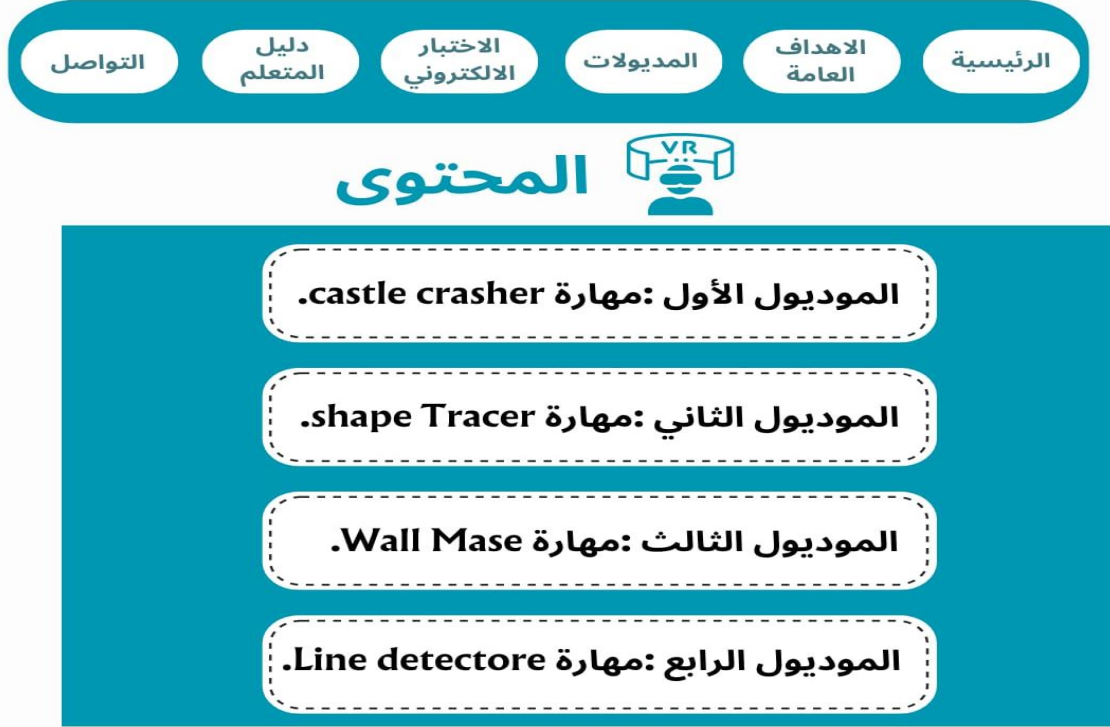 الرئيسية
الاهداف
العامة
المديولات
الاختبار
الالكتروني
دليل
المتعلم
التواصل
VR
المحتوى
الموديول الأول :مهارة castle crasher.
الموديول الثاني :مهارة shape Tracer.
الموديول الثالث :مهارة Wall Mase.
الموديول الرابع :مهارة Line detectore.